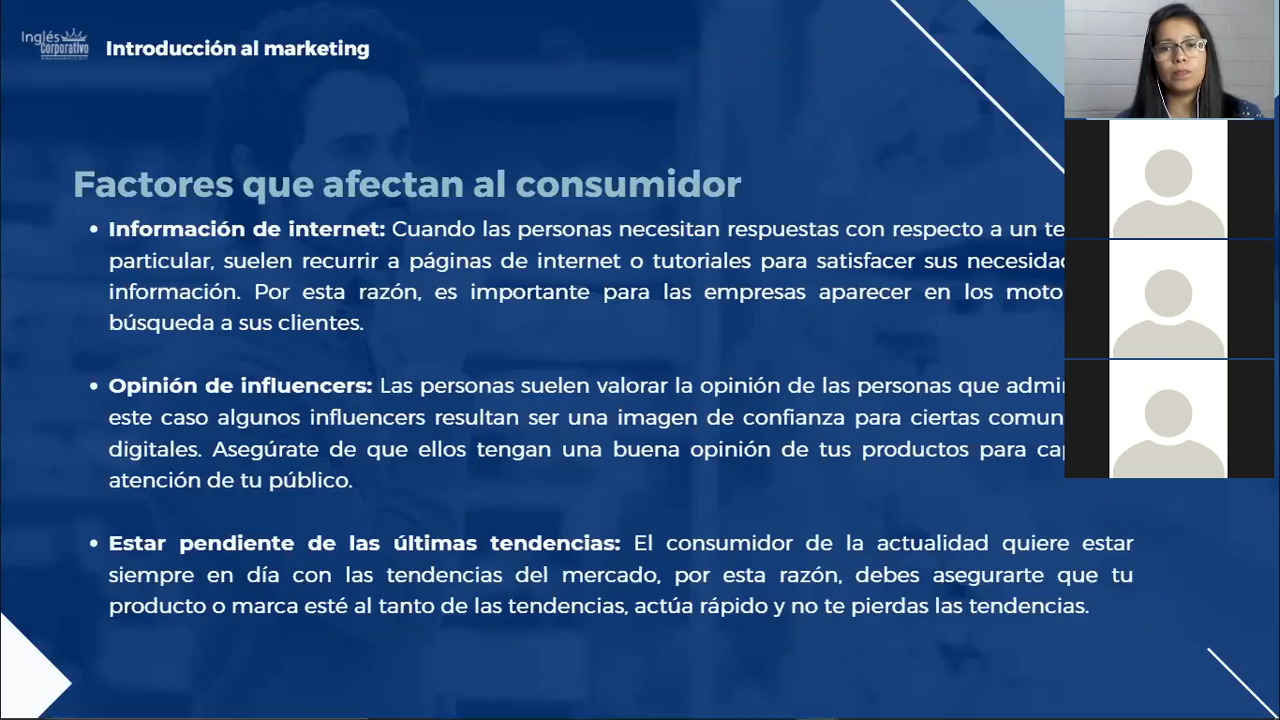 Inglés
Corporativo
Introducción al marketing
Factores que afectan al consumidor
• Información de internet: Cuando las personas necesitan respuestas con respecto a un
particular, suelen recurrir a páginas de internet o tutoriales para satisfacer sus
información. Por esta razón, es importante para las empresas aparecer en los
búsqueda a sus clientes.
• Opinión de influencers: Las personas suelen valorar la opinión de las personas que
este caso algunos influencers resultan ser una imagen de confianza para ciertas
digitales. Asegúrate de que ellos tengan una buena opinión de tus productos para
atención de tu público.
• Estar pendiente de las últimas tendencias: El consumidor de la actualidad quiere estar
siempre en día con las tendencias del mercado, por esta razón, debes asegurarte que tu
producto o marca esté al tanto de las tendencias, actúa rápido y no te pierdas las tendencias.